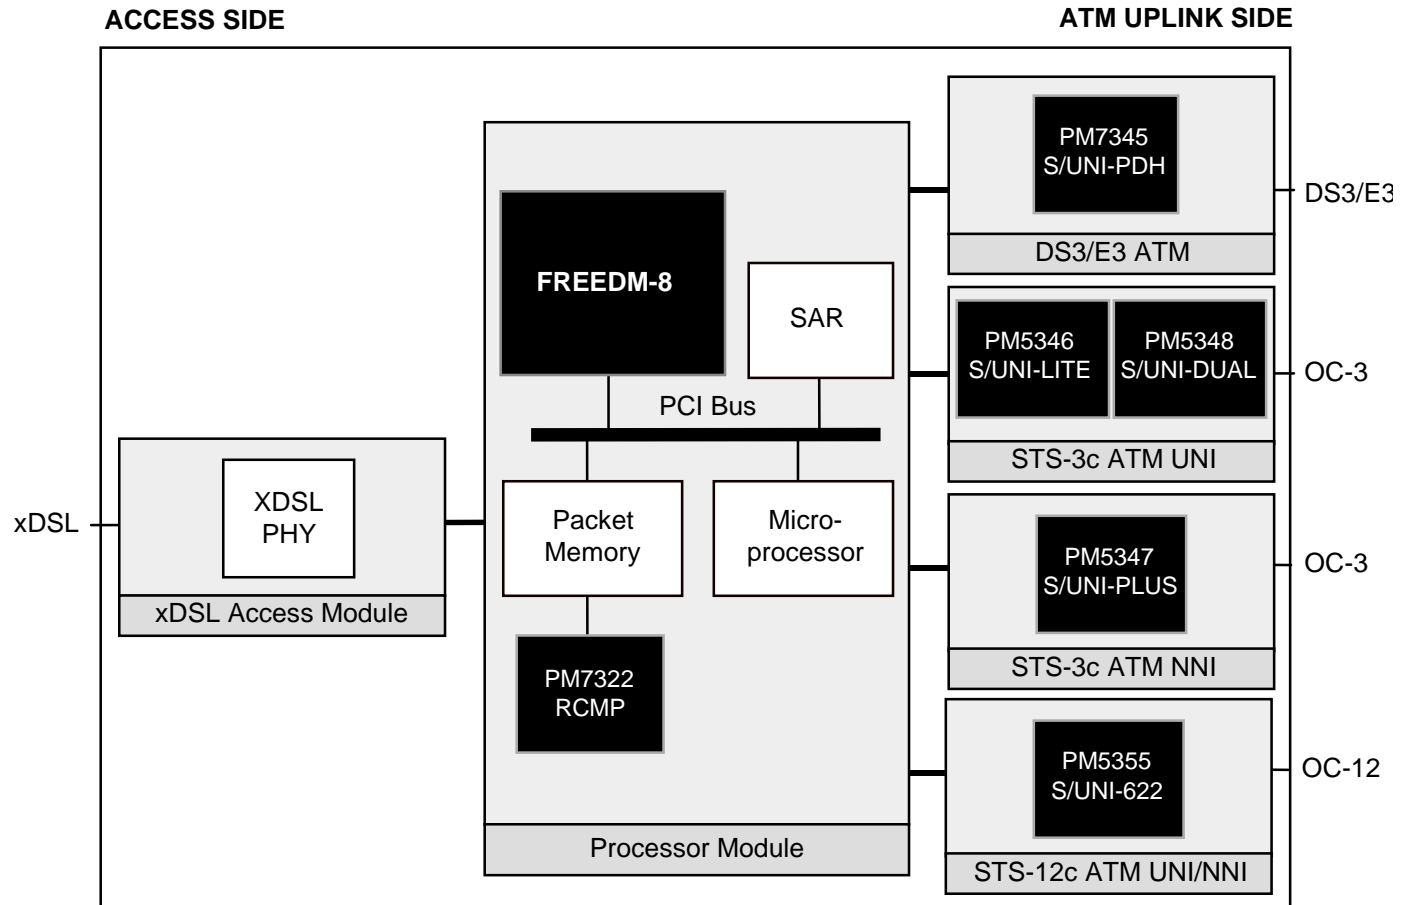 ACCESS SIDE
ATM UPLINK SIDE
PM7345
S/UNI-PDH
DS3/E3
DS3/E3 ATM
FREEDM-8
SAR
PM5346
S/UNI-LITE
PM5348
S/UNI-DUAL
OC-3
STS-3c ATM UNI
PCI Bus
xDSL
XDSL
PHY
xDSL Access Module
Packet
Memory
Micro-
processor
PM5347
S/UNI-PLUS
OC-3
STS-3c ATM NNI
PM7322
RCMP
PM5355
S/UNI-622
OC-12
STS-12c ATM UNI/NNI
Processor Module